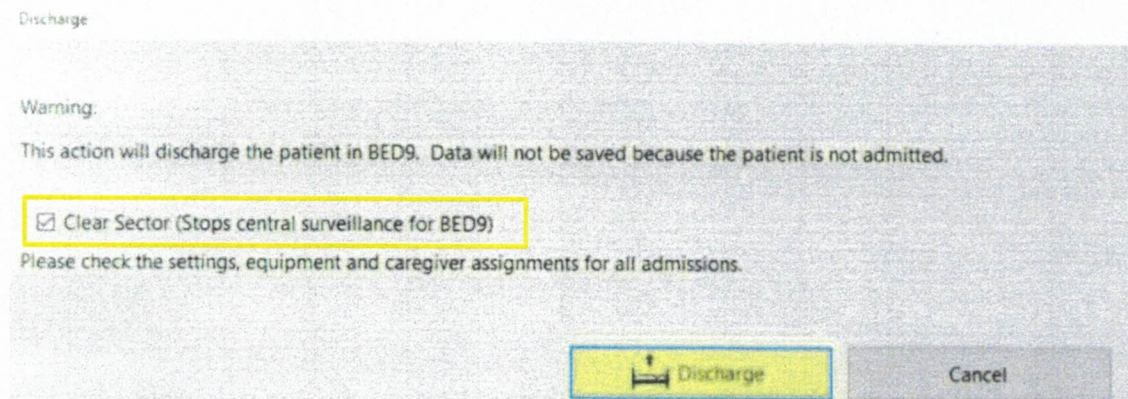 Discharge
Warning:
This action will discharge the patient in BED9. Data will not be saved because the patient is not admitted.
Clear Sector (Stops central surveillance for BED9)
Please check the settings, equipment and caregiver assignments for all admissions.
Discharge
Cancel